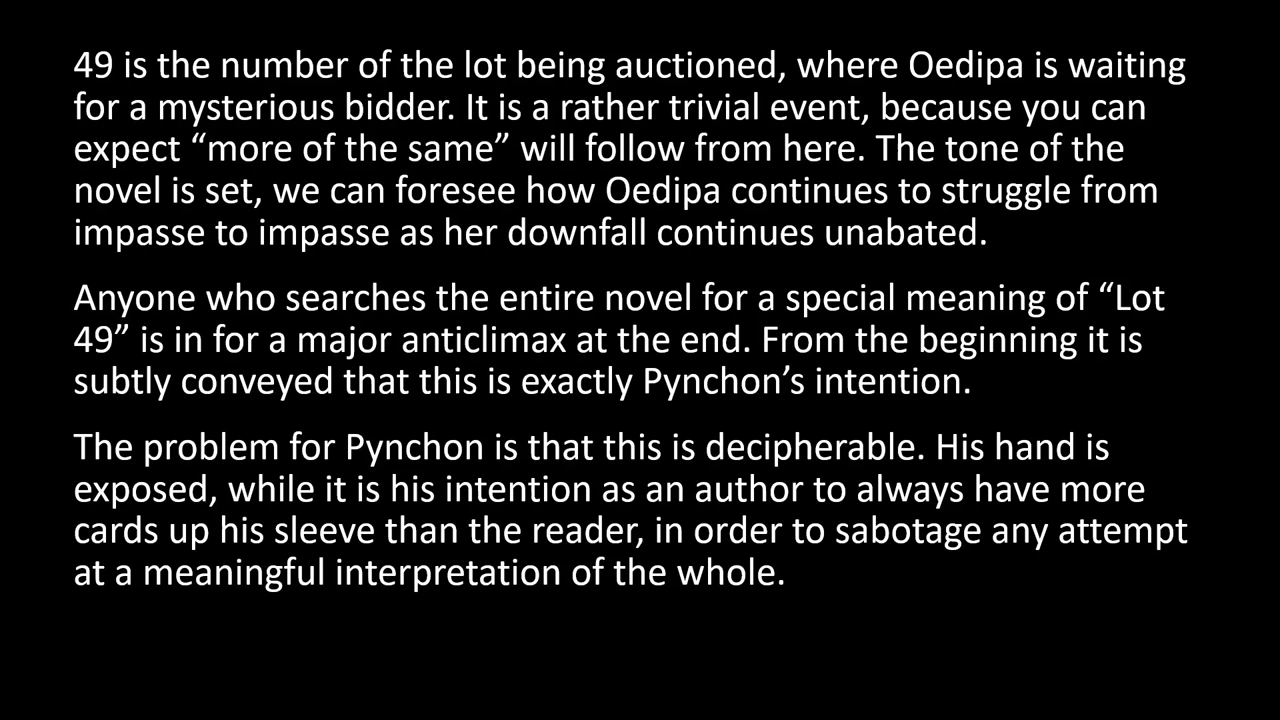 49 is the number of the lot being auctioned, where Oedipa is waiting
for a mysterious bidder. It is a rather trivial event, because you can
expect “more of the same” will follow from here. The tone of the
novel is set, we can foresee how Oedipa continues to struggle from
impasse to impasse as her downfall continues unabated.
Anyone who searches the entire novel for a special meaning of “Lot
49” is in for a major anticlimax at the end. From the beginning it is
subtly conveyed that this is exactly Pynchon’s intention.
The problem for Pynchon is that this is decipherable. His hand is
exposed, while it is his intention as an author to always have more
cards up his sleeve than the reader, in order to sabotage any attempt
at a meaningful interpretation of the whole.